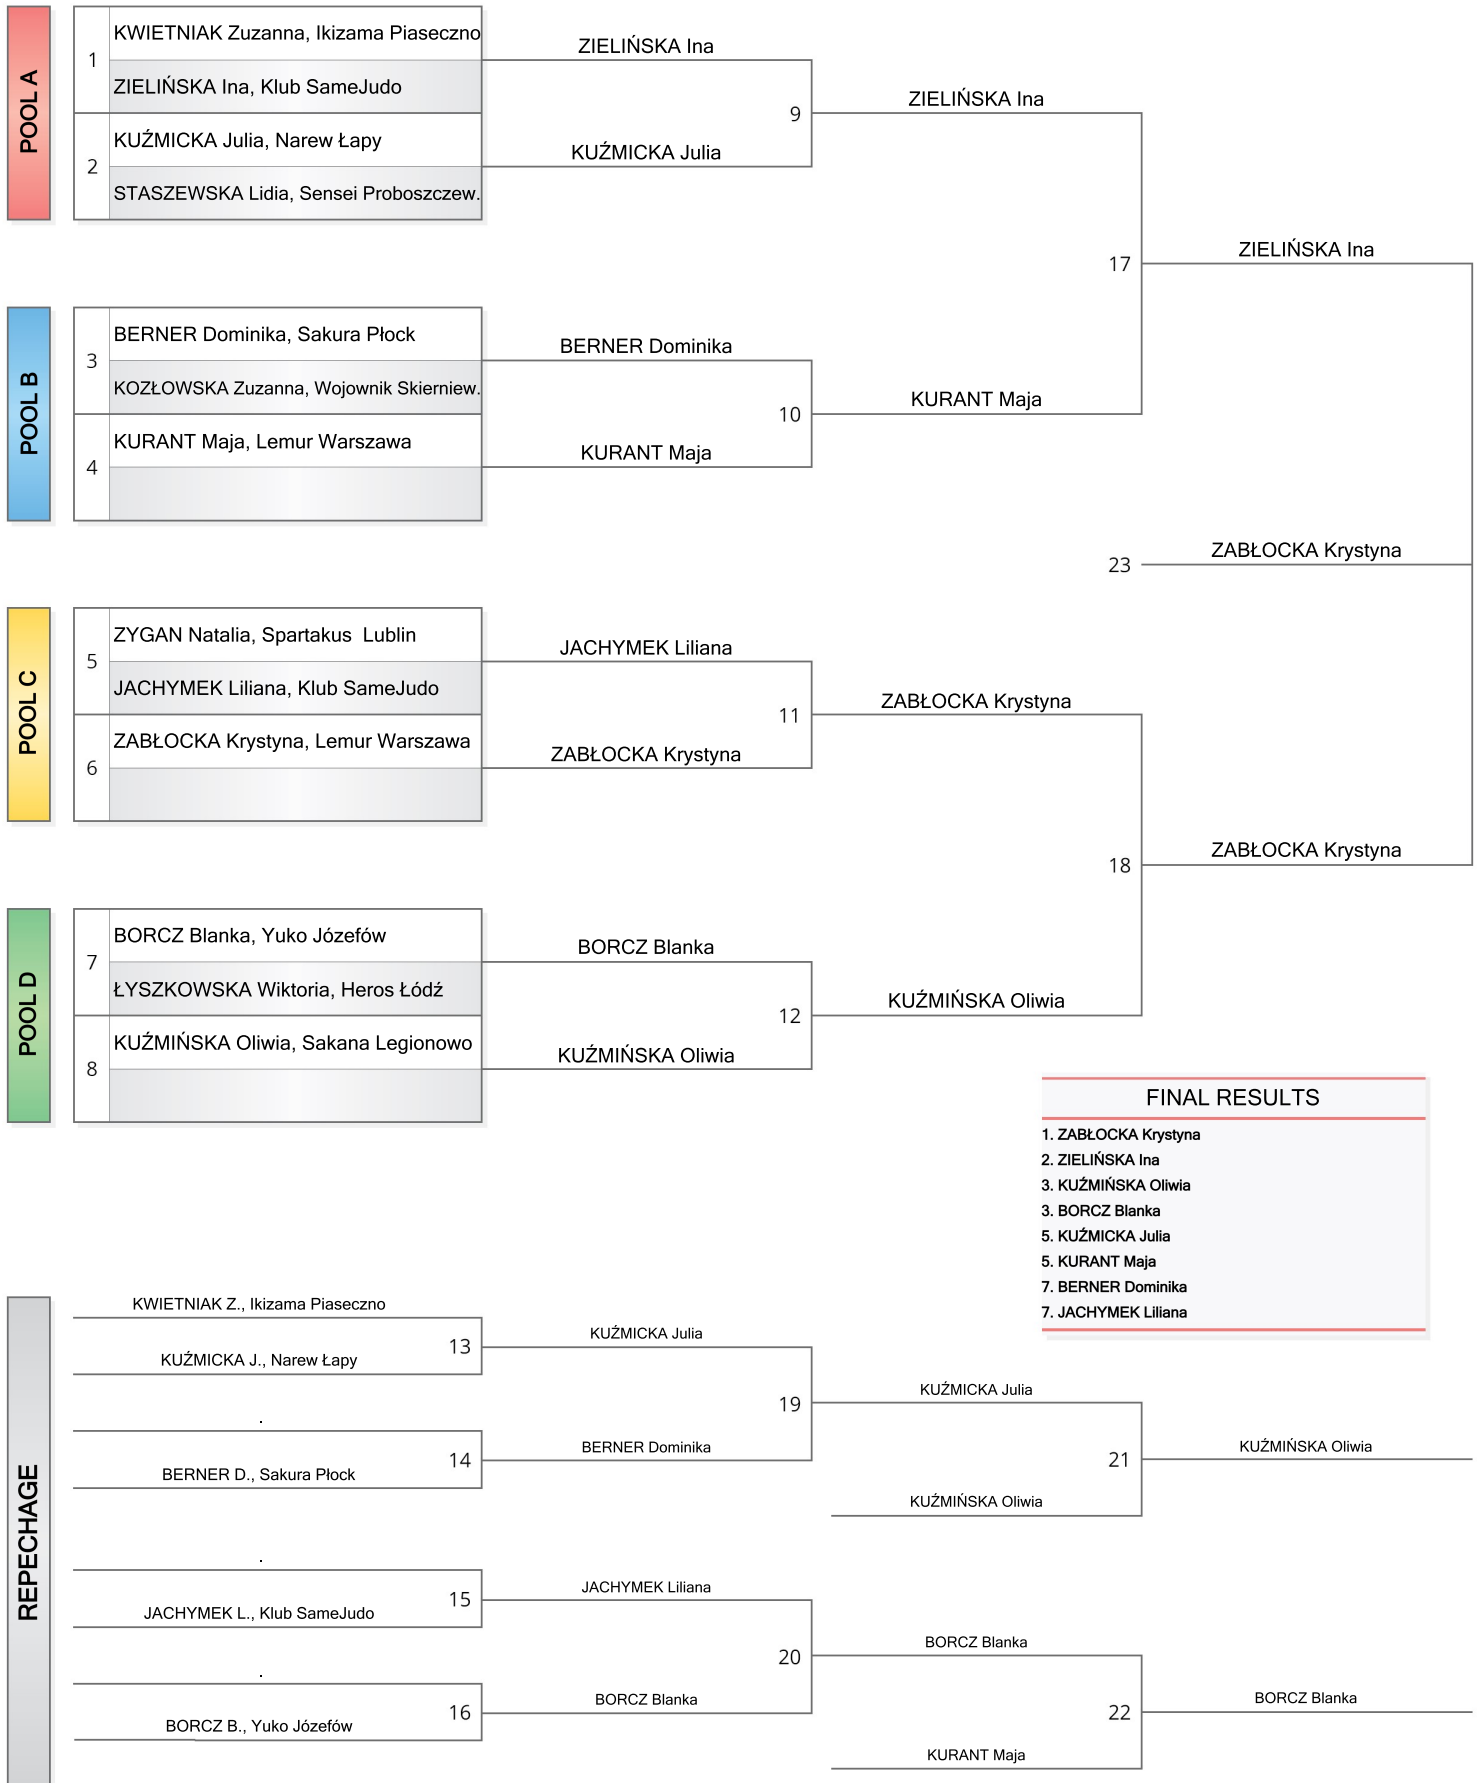 POOL A
1
KWIETNIAK Zuzanna, Ikizama Piaseczno
ZIELIŃSKA Ina, Klub SameJudo
2
KUŹMICKA Julia, Narew Łapy
STASZEWSKA Lidia, Sensei Proboszczew.
ZIELIŃSKA Ina
KUŹMICKA Julia
9
ZIELIŃSKA Ina
POOL B
3
BERNER Dominika, Sakura Płock
KOZŁOWSKA Zuzanna, Wojownik Skierniew.
4
KURANT Maja, Lemur Warszawa
BERNER Dominika
KURANT Maja
10
KURANT Maja
17
ZIELIŃSKA Ina
23
ZABŁOCKA Krystyna
POOL C
5
ZYGAN Natalia, Spartakus  Lublin
JACHYMEK Liliana, Klub SameJudo
6
ZABŁOCKA Krystyna, Lemur Warszawa
JACHYMEK Liliana
ZABŁOCKA Krystyna
11
ZABŁOCKA Krystyna
POOL D
7
BORCZ Blanka, Yuko Józefów
ŁYSZKOWSKA Wiktoria, Heros Łódź
8
KUŹMIŃSKA Oliwia, Sakana Legionowo
BORCZ Blanka
KUŹMIŃSKA Oliwia
12
KUŹMIŃSKA Oliwia
18
ZABŁOCKA Krystyna
FINAL RESULTS
1. ZABŁOCKA Krystyna
2. ZIELIŃSKA Ina
3. KUŹMIŃSKA Oliwia
3. BORCZ Blanka
5. KUŹMICKA Julia
5. KURANT Maja
7. BERNER Dominika
7. JACHYMEK Liliana
REPECHAGE
KWIETNIAK Z., Ikizama Piaseczno
KUŹMICKA J., Narew Łapy
13
KUŹMICKA Julia
.
BERNER D., Sakura Płock
14
BERNER Dominika
19
KUŹMICKA Julia
KUŹMIŃSKA Oliwia
21
KUŹMIŃSKA Oliwia
.
JACHYMEK L., Klub SameJudo
15
JACHYMEK Liliana
.
BORCZ B., Yuko Józefów
16
BORCZ Blanka
20
BORCZ Blanka
KURANT Maja
22
BORCZ Blanka